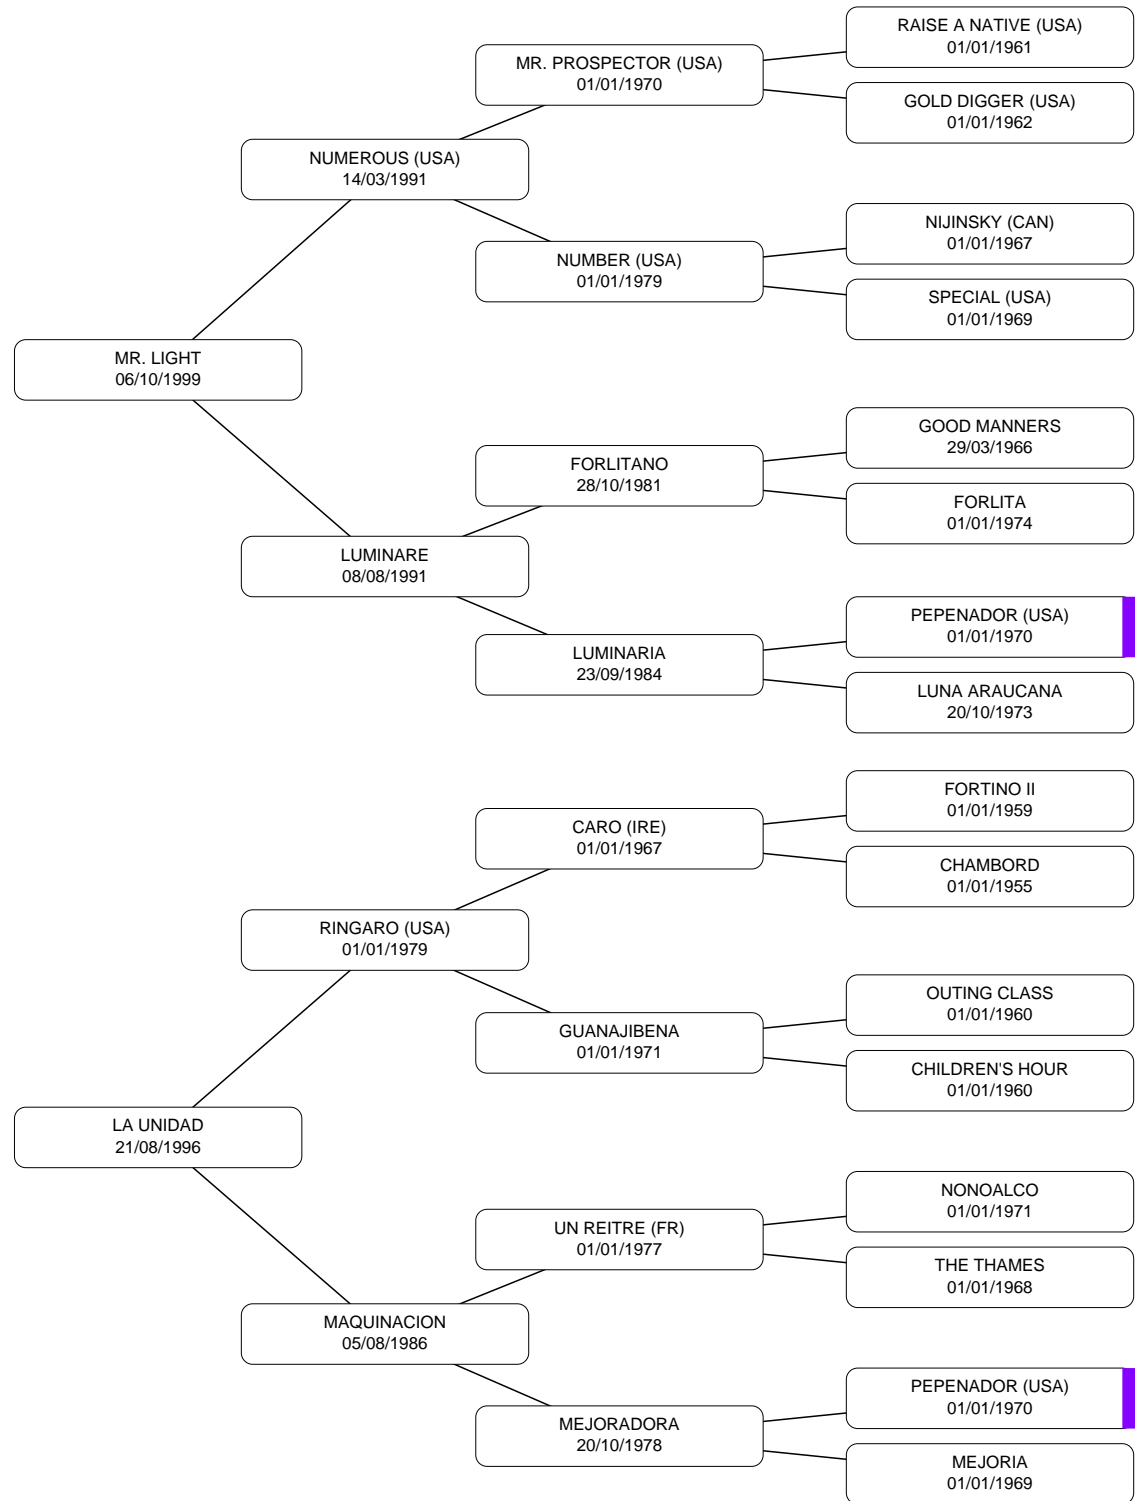 RAISE A NATIVE (USA)
01/01/1961
MR. PROSPECTOR (USA)
01/01/1970
GOLD DIGGER (USA)
01/01/1962
NUMEROUS (USA)
14/03/1991
NIJINSKY (CAN)
01/01/1967
NUMBER (USA)
01/01/1979
SPECIAL (USA)
01/01/1969
MR. LIGHT
06/10/1999
GOOD MANNERS
29/03/1966
FORLITANO
28/10/1981
FORLITA
01/01/1974
LUMINARE
08/08/1991
PEPENADOR (USA)
01/01/1970
LUMINARIA
23/09/1984
LUNA ARAUCANA
20/10/1973
FORTINO II
01/01/1959
CARO (IRE)
01/01/1967
CHAMBORD
01/01/1955
RINGARO (USA)
01/01/1979
OUTING CLASS
01/01/1960
GUANAJIBENA
01/01/1971
CHILDREN'S HOUR
01/01/1960
LA UNIDAD
21/08/1996
NONOALCO
01/01/1971
UN REITRE (FR)
01/01/1977
THE THAMES
01/01/1968
MAQUINACION
05/08/1986
PEPENADOR (USA)
01/01/1970
MEJORADORA
20/10/1978
MEJORIA
01/01/1969